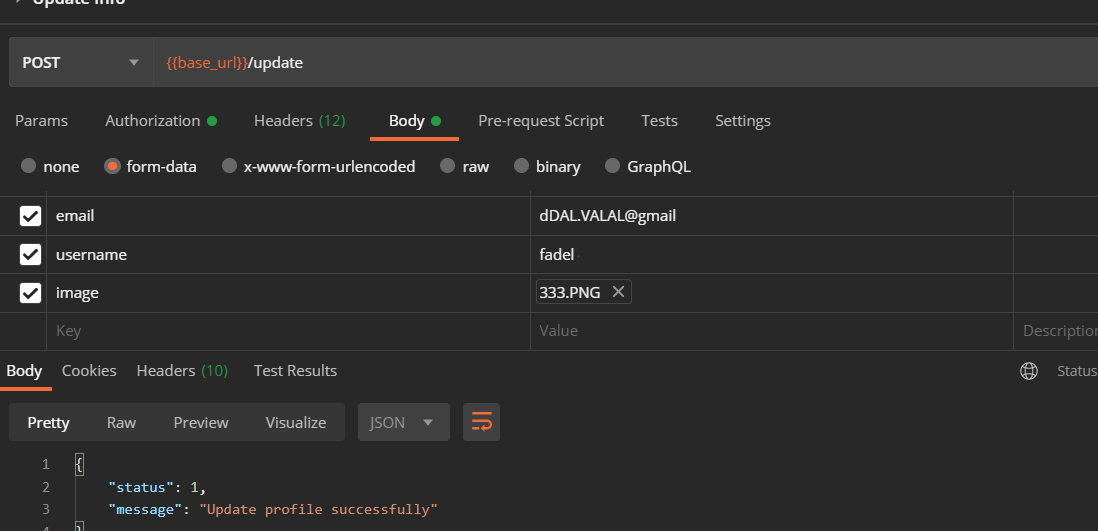 Update Info
POST {{base_url}}/update
Params Authorization Headers (12) Body Pre-request Script Tests Settings
none form-data x-www-form-urlencoded raw binary GraphQL
email dDAL.VALAL@gmail
username fadel
image 333.PNG
Key Value Description
Body Cookies Headers (10) Test Results Status
Pretty Raw Preview Visualize JSON
1 {
2 "status": 1,
3 "message": "Update profile successfully"
4 }